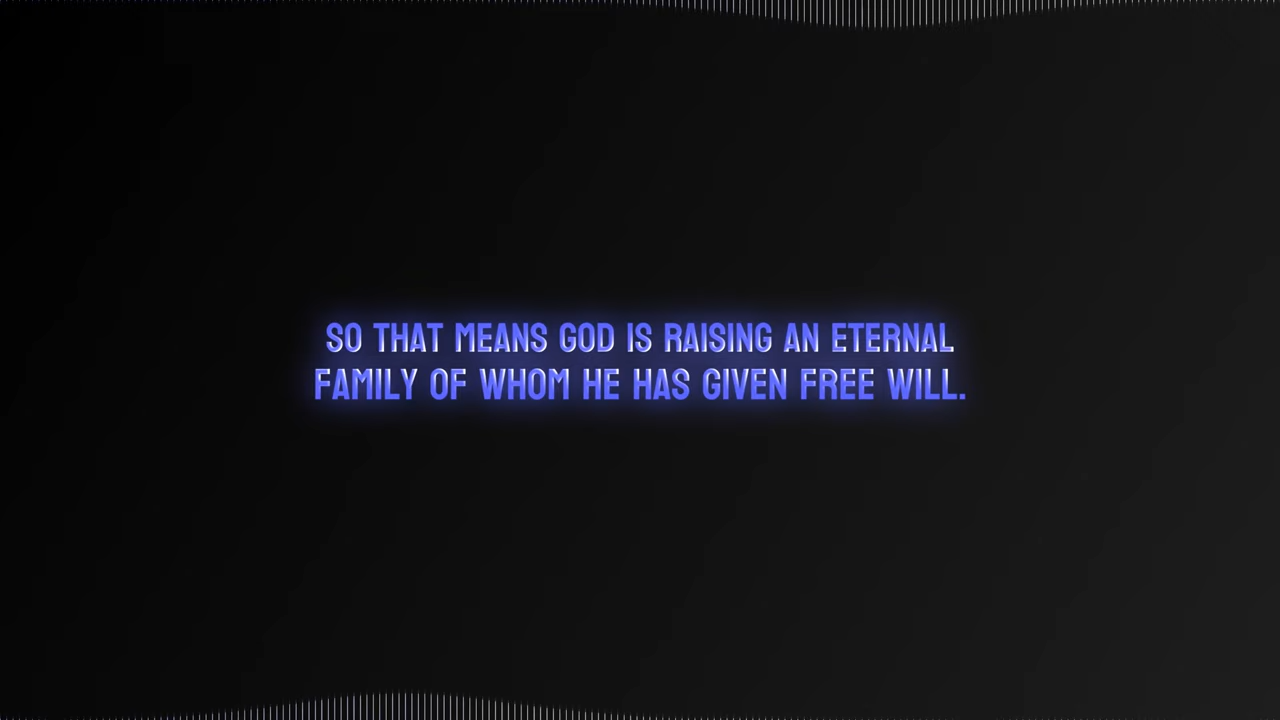 SO THAT MEANS GOD IS RAISING AN ETERNAL
FAMILY OF WHOM HE HAS GIVEN FREE WILL.